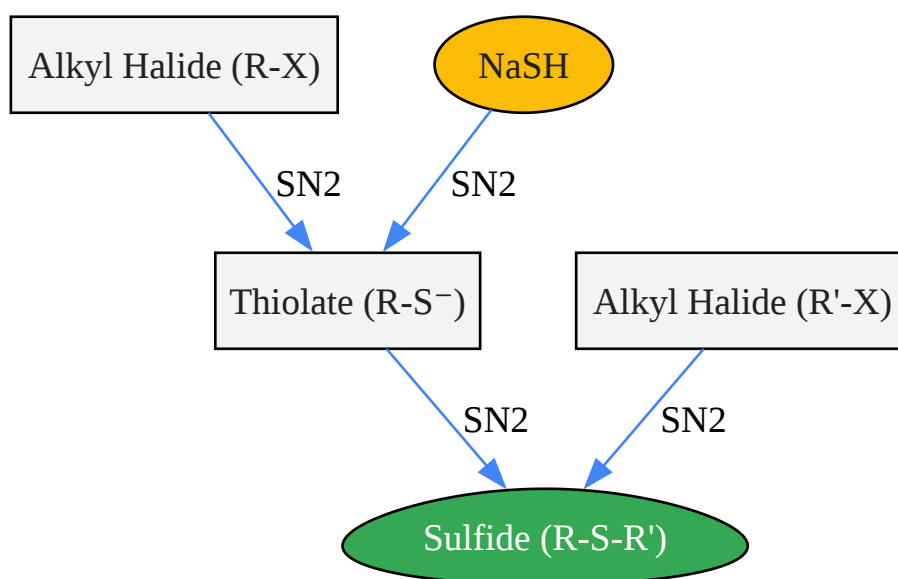 Alkyl Halide (R-X)
NaSH
SN2
SN2
Thiolate (R-S⁻)
Alkyl Halide (R'-X)
SN2
SN2
Sulfide (R-S-R')